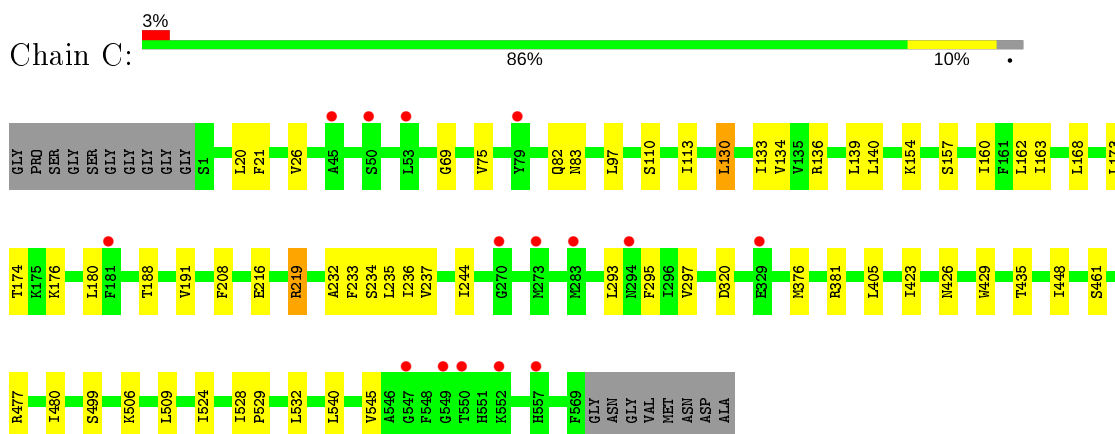 3%
Chain C:
86%
10%
GLY PRO SER GLY SER GLY GLY GLY GLY GLY S1 L20 F21 V26 A45 S50 L53 G69 V75 Y79 Q82 N83 L97 S110 I113 L130 I133 V134 V135 R136 L139 L140 K154 S157 I160 F161 L162 I163 L168
T174 K175 K176 L180 F181 T188 V191 F208 E216 R219 A232 F233 S234 L235 I236 V237 I244 G270 M273 M283 L293 N294 F295 I296 V297 D320 E329 M376 R381 L405 I423 N426 W429 T435 I448 S461
R477 I480 S499 K506 L509 I524 I528 P529 L532 L540 V545 A546 G547 F548 G549 T550 H551 K552 H557 F569 GLY ASN GLY VAL MET ASN ASP ALA